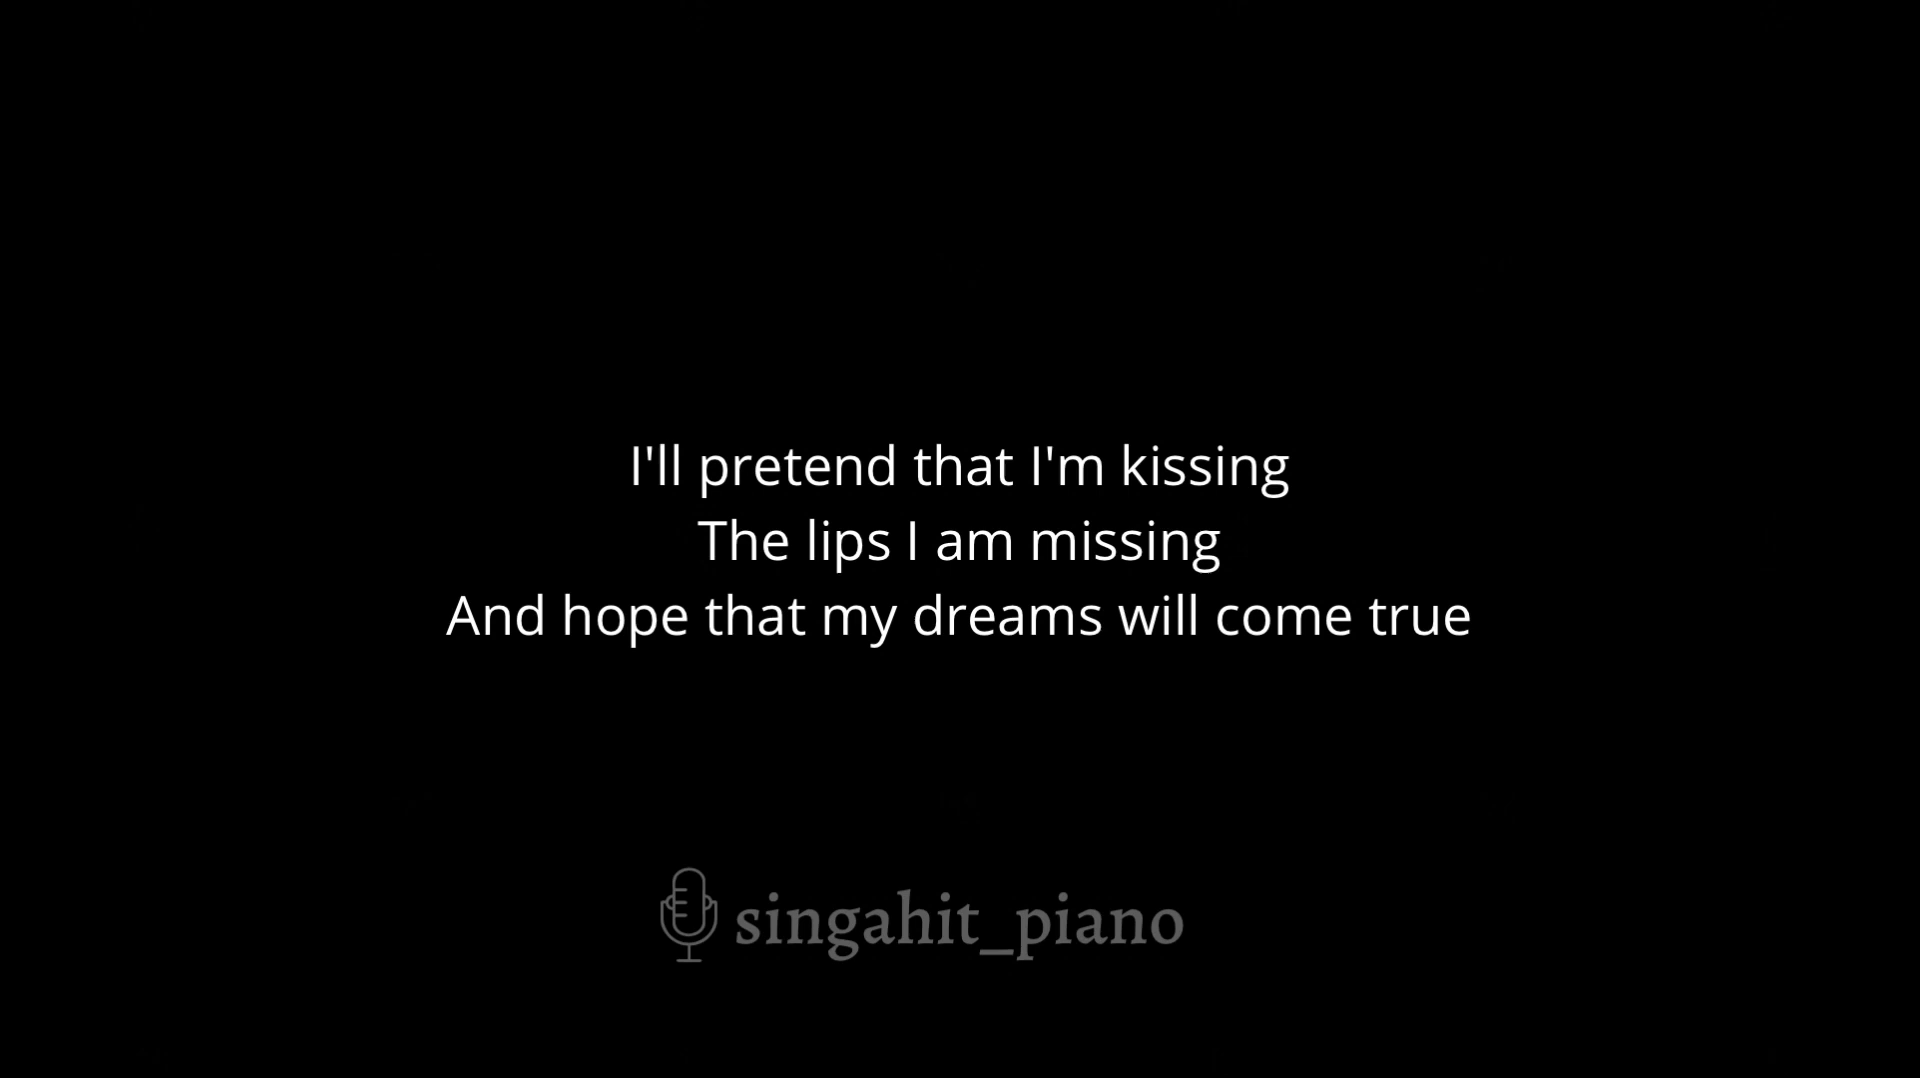 I'll pretend that I'm kissing
The lips I am missing
And hope that my dreams will come true
singahit_piano